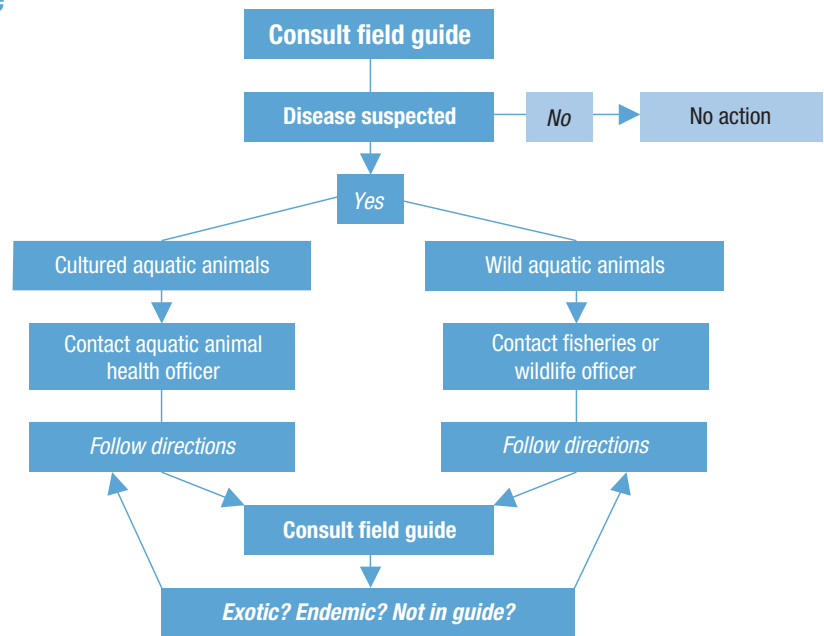 Consult field guide
Disease suspected
No
No action
Yes
Cultured aquatic animals
Wild aquatic animals
Contact aquatic animal
health officer
Contact fisheries or
wildlife officer
Follow directions
Follow directions
Consult field guide
Exotic? Endemic? Not in guide?